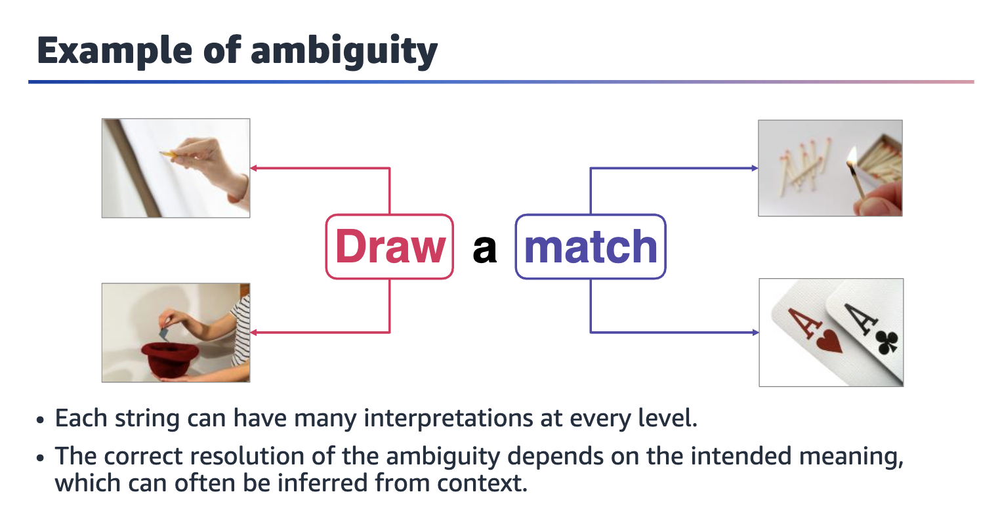 Example of ambiguity
Draw a match
A
A
• Each string can have many interpretations at every level.
• The correct resolution of the ambiguity depends on the intended meaning,
which can often be inferred from context.